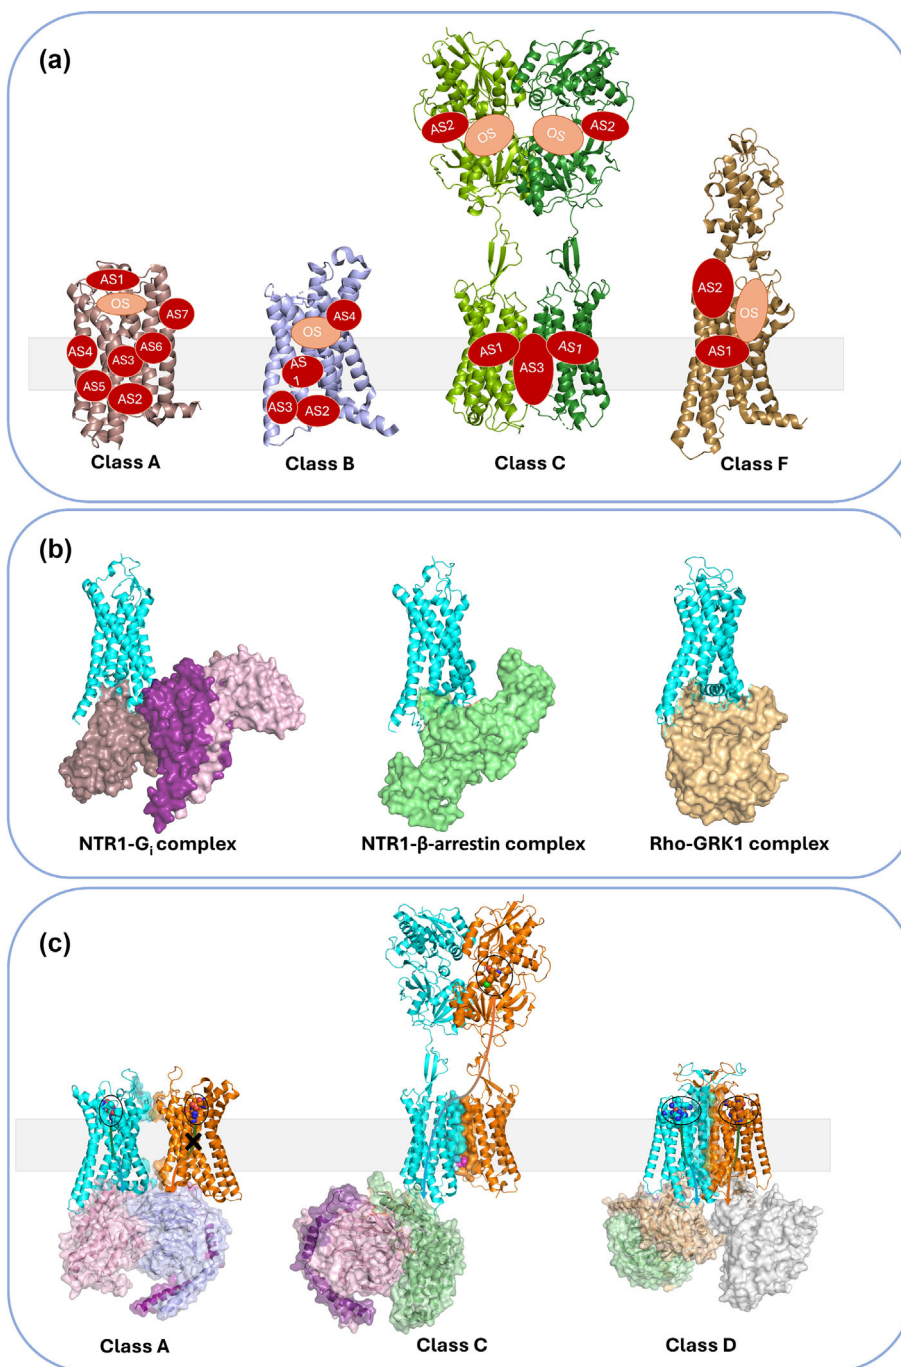 (a)
AS2
OS
OS
AS2
AS1
OS
AS7
AS4
AS3
AS6
AS5
AS2
OS
AS4
AS
1
AS3
AS2
AS1
AS3
AS1
AS2
OS
AS1
Class A
Class B
Class C
Class F
(b)
NTR1-Gi complex
NTR1-β-arrestin complex
Rho-GRK1 complex
(c)
Class A
Class C
Class D